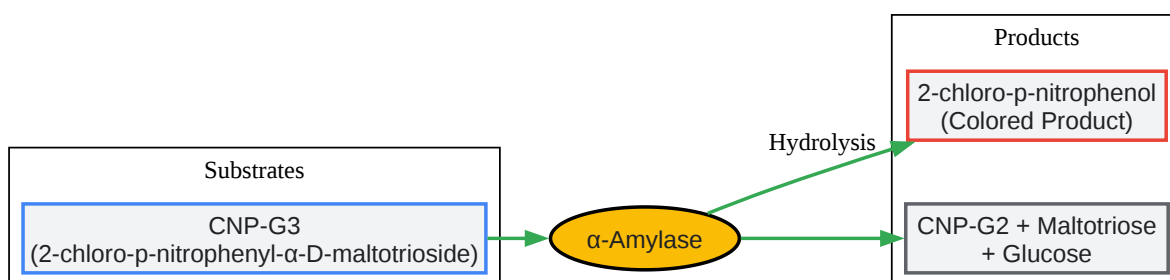 Products
2-chloro-p-nitrophenol
(Colored Product)
Hydrolysis
Substrates
CNP-G3
(2-chloro-p-nitrophenyl-α-D-maltotrioside)
α-Amylase
CNP-G2 + Maltotriose
+ Glucose